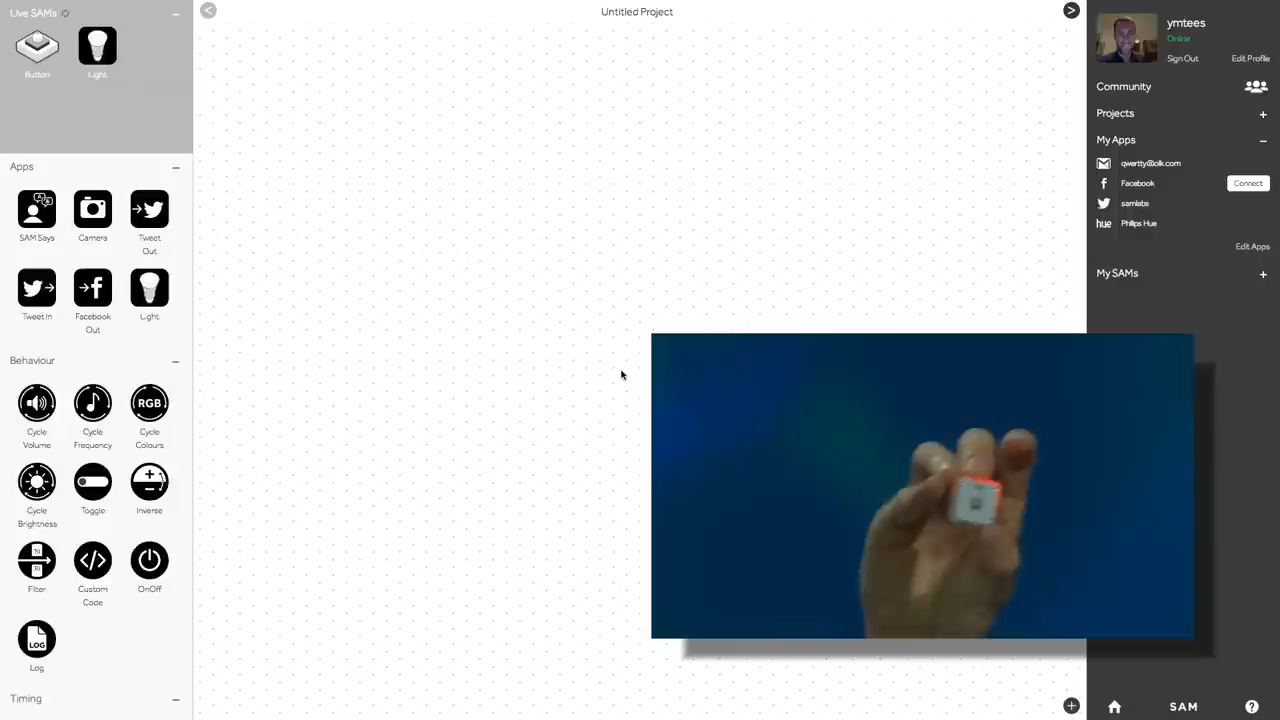 Live SAMs
Button
Light
Apps
SAM Says
Camera
Tweet
Out
Tweet In
Facebook
Out
Light
Behaviour
Cycle
Volume
Cycle
Frequency
RGB
Cycle
Colours
Cycle
Brightness
Toggle
Inverse
Filter
Custom
Code
OnOff
LOG
Log
Timing
Untitled Project
ymtees
Online
Sign Out
Edit Profile
Community
Projects
My Apps
qwertty@olk.com
Facebook
Connect
samlabs
hue
Philips Hue
Edit Apps
My SAMs
SAM